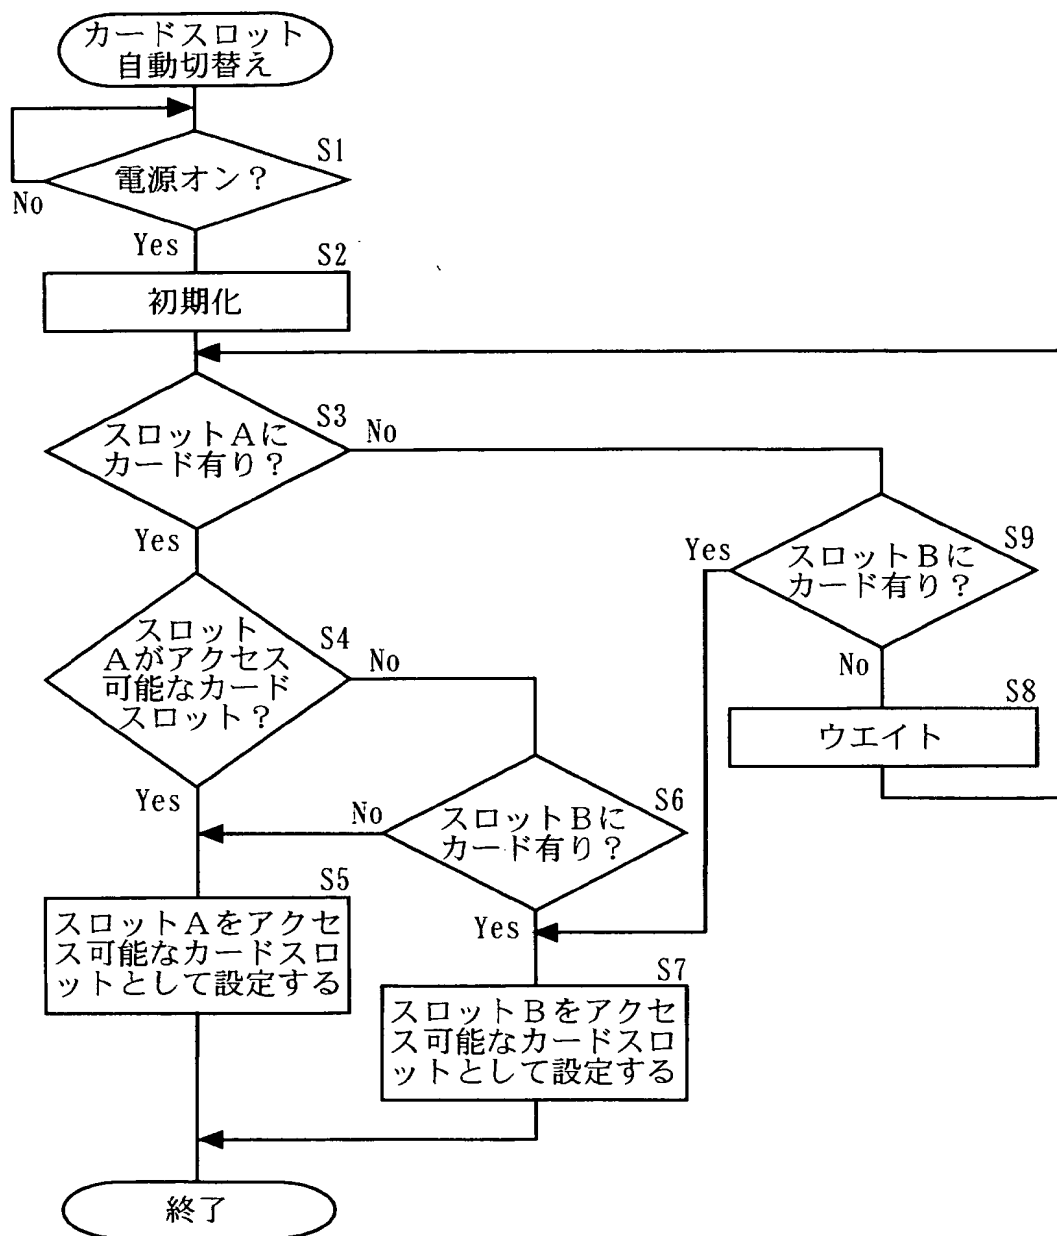 カードスロット
自動切替え
S1
電源オン？
No
Yes
S2
初期化
S3
スロットAに
カード有り？
No
Yes
S9
スロットBに
カード有り？
Yes
No
S4
スロット
Aがアクセス
可能なカード
スロット？
No
Yes
S8
ウエイト
S6
スロットBに
カード有り？
No
Yes
S5
スロットAをアクセ
ス可能なカードスロ
ットとして設定する
S7
スロットBをアクセ
ス可能なカードスロ
ットとして設定する
終了